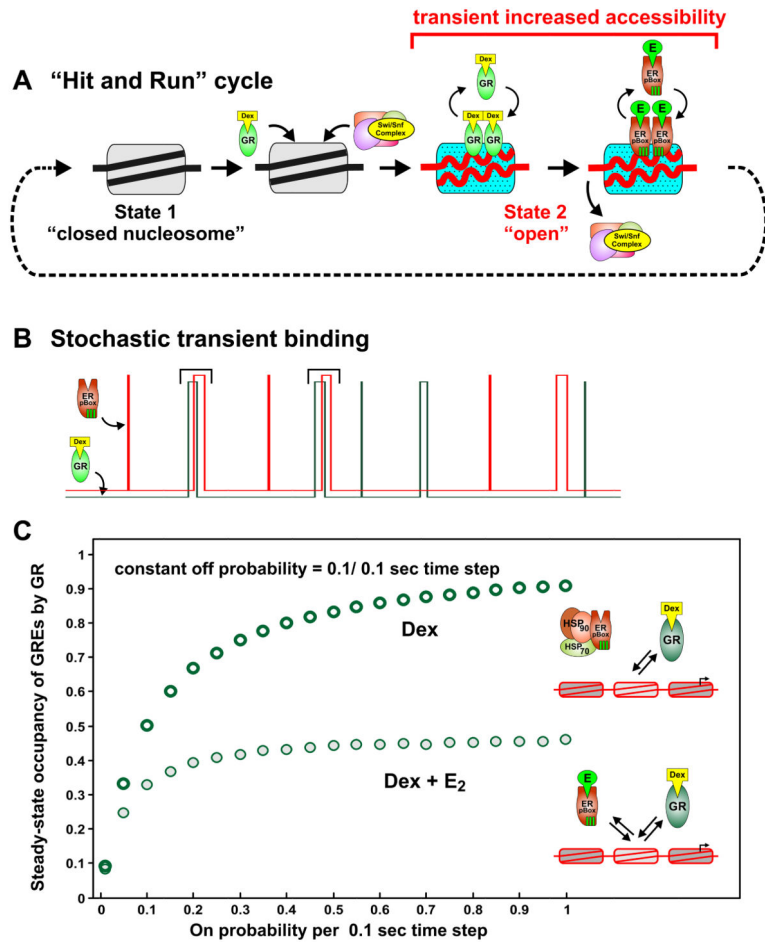 transient increased accessibility
A "Hit and Run" cycle
Dex
GR
E
ER
pBox
Dex
GR
Swi/Snf
Complex
Dex Dex
GR GR
E E
ER ER
pBox pBox
State 1
"closed nucleosome"
State 2
"open"
Swi/Snf
Complex
B Stochastic transient binding
ER
pBox
Dex
GR
C
constant off probability = 0.1/ 0.1 sec time step
Steady-state occupancy of GREs by GR
1
0.9
0.8
0.7
0.6
0.5
0.4
0.3
0.2
0.1
0
Dex
Dex + E2
HSP
90
ER
pBox
HSP
70
Dex
GR
E
ER
pBox
Dex
GR
0 0.1 0.2 0.3 0.4 0.5 0.6 0.7 0.8 0.9 1
On probability per 0.1 sec time step